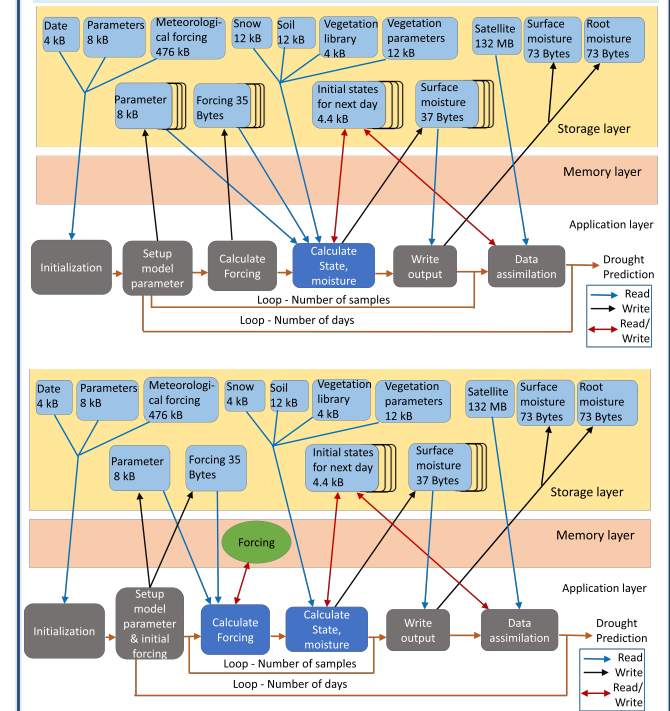 Date
4 kB
Parameters
8 kB
Meteorologi-
cal forcing
476 kB
Snow
12 kB
Soil
12 kB
Vegetation
library
4 kB
Vegetation
parameters
12 kB
Satellite
132 MB
Surface
moisture
73 Bytes
Root
moisture
73 Bytes
Parameter
8 kB
Forcing 35
Bytes
Initial states
for next day
4.4 kB
Surface
moisture
37 Bytes
Storage layer
Memory layer
Application layer
Initialization
Setup
model
parameter
Calculate
Forcing
Calculate
State,
moisture
Write
output
Data
assimilation
Drought
Prediction
Loop - Number of samples
Loop - Number of days
Read
Write
Read/
Write
Date
4 kB
Parameters
8 kB
Meteorologi-
cal forcing
476 kB
Snow
4 kB
Soil
12 kB
Vegetation
library
4 kB
Vegetation
parameters
12 kB
Satellite
132 MB
Surface
moisture
73 Bytes
Root
moisture
73 Bytes
Parameter
8 kB
Forcing 35
Bytes
Initial states
for next day
4.4 kB
Surface
moisture
37 Bytes
Storage layer
Memory layer
Forcing
Application layer
Initialization
Setup
model
parameter
& initial
forcing
Calculate
Forcing
Calculate
State,
moisture
Write
output
Data
assimilation
Drought
Prediction
Loop - Number of samples
Loop - Number of days
Read
Write
Read/
Write